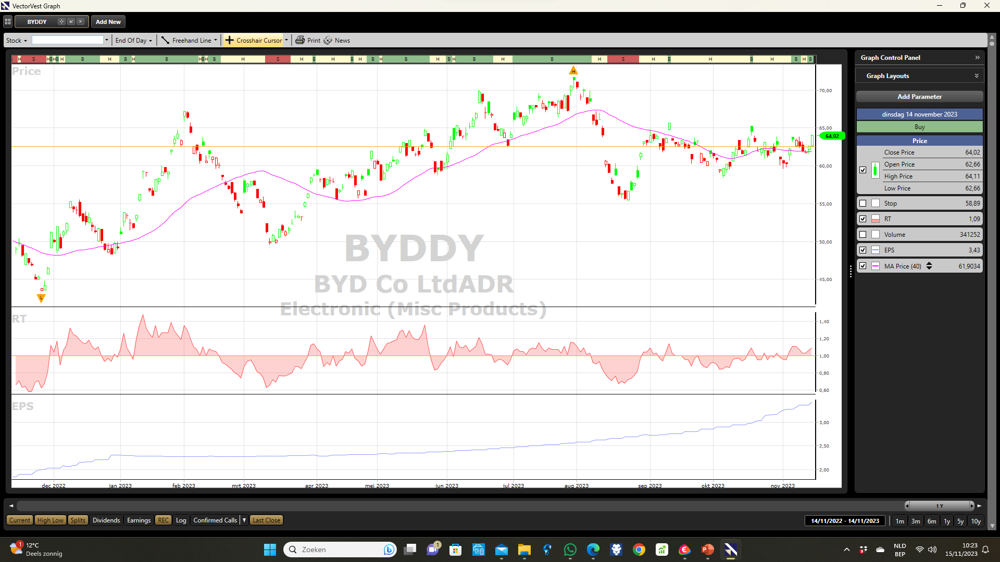 VectorVest Graph
BYDDY
Add New
Stock
End Of Day
Freehand Line
Crosshair Cursor
Print
News
H S HBHB H B H B H B HBH B H S H B H B H B H B H B H B H B H S H B H B H B H B
Price
H
L
70,00
65,00
64,02
60,00
55,00
50,00
45,00
BYDDY
BYD Co LtdADR
Electronic (Misc Products)
RT
1,40
1,20
1,00
0,80
0,60
EPS
3,00
2,50
2,00
dec 2022 jan 2023 feb 2023 mrt 2023 apr 2023 mei 2023 jun 2023 jul 2023 aug 2023 sep 2023 okt 2023 nov 2023
Graph Control Panel
Graph Layouts
Add Parameter
dinsdag 14 november 2023
Buy
Price
Close Price 64,02
Open Price 62,66
High Price 64,11
Low Price 62,66
Stop 58,89
RT 1,09
Volume 341252
EPS 3,43
MA Price (40) 61,9034
1 Y
Current High Low Splits Dividends Earnings REC Log Confirmed Calls Last Close
14/11/2022 - 14/11/2023 1m 3m 6m 1y 5y 10y
1
12°C
Deels zonnig
Zoeken
1
NLD
BEP
10:23
15/11/2023